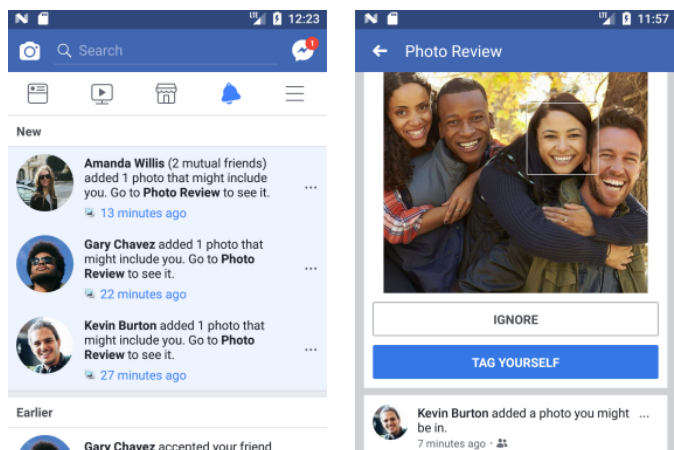 LTE 12:23
Search
1
New
Amanda Willis (2 mutual friends)
added 1 photo that might include
you. Go to Photo Review to see it.
13 minutes ago
Gary Chavez added 1 photo that
might include you. Go to Photo
Review to see it.
22 minutes ago
Kevin Burton added 1 photo that
might include you. Go to Photo
Review to see it.
27 minutes ago
Earlier
Gary Chavez accepted your friend
LTE 11:57
Photo Review
IGNORE
TAG YOURSELF
Kevin Burton added a photo you might
be in.
7 minutes ago